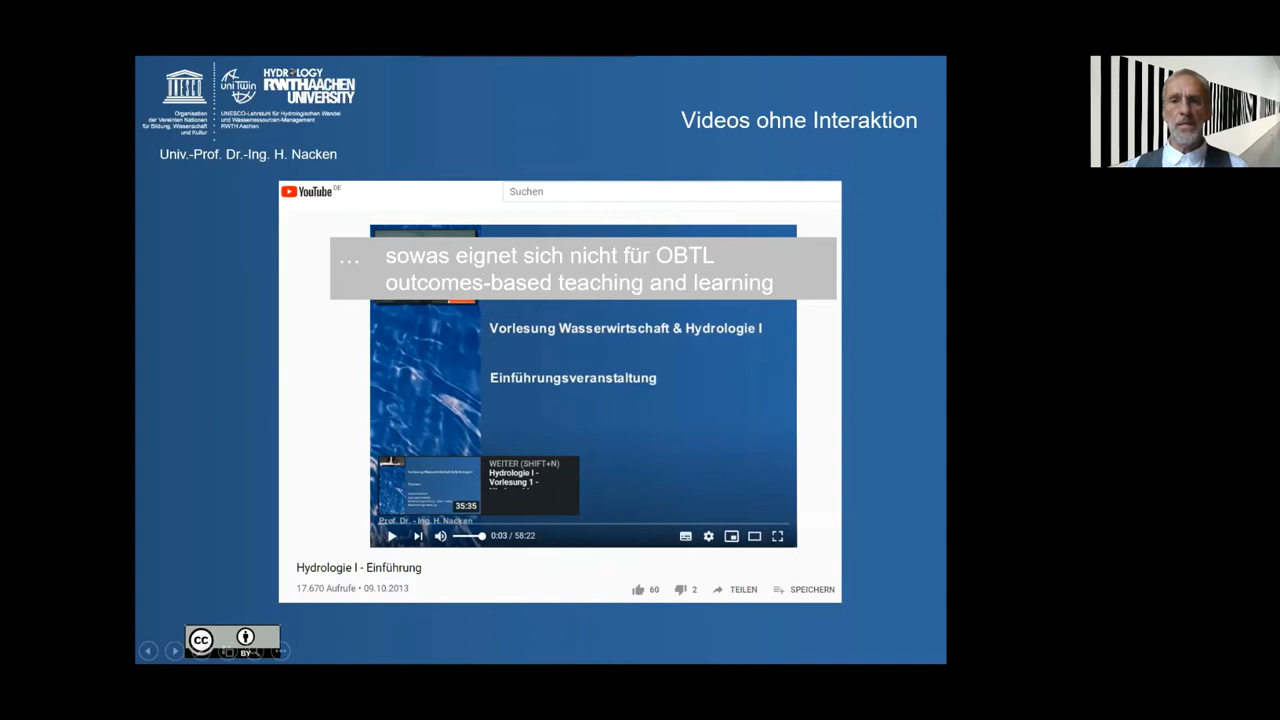 UNESCO
Organisation
der Vereinten Nationen
für Bildung, Wissenschaft
und Kultur
uniTwin
HYDROLOGY
RWTHAACHEN
UNIVERSITY
UNESCO-Lehrstuhl für Hydrologischen Wandel
und Wasserressourcen-Management
RWTH Aachen
Univ.-Prof. Dr.-Ing. H. Nacken
Videos ohne Interaktion
YouTube DE
Suchen
… sowas eignet sich nicht für OBTL
outcomes-based teaching and learning
Vorlesung Wasserwirtschaft & Hydrologie I
Einführungsveranstaltung
WEITER (SHIFT+N)
Hydrologie I -
Vorlesung 1 -
35:35
Prof. Dr. - Ing. H. Nacken
0:03 / 58:22
Hydrologie I - Einführung
17.670 Aufrufe • 09.10.2013
60
2
TEILEN
SPEICHERN
CC
BY